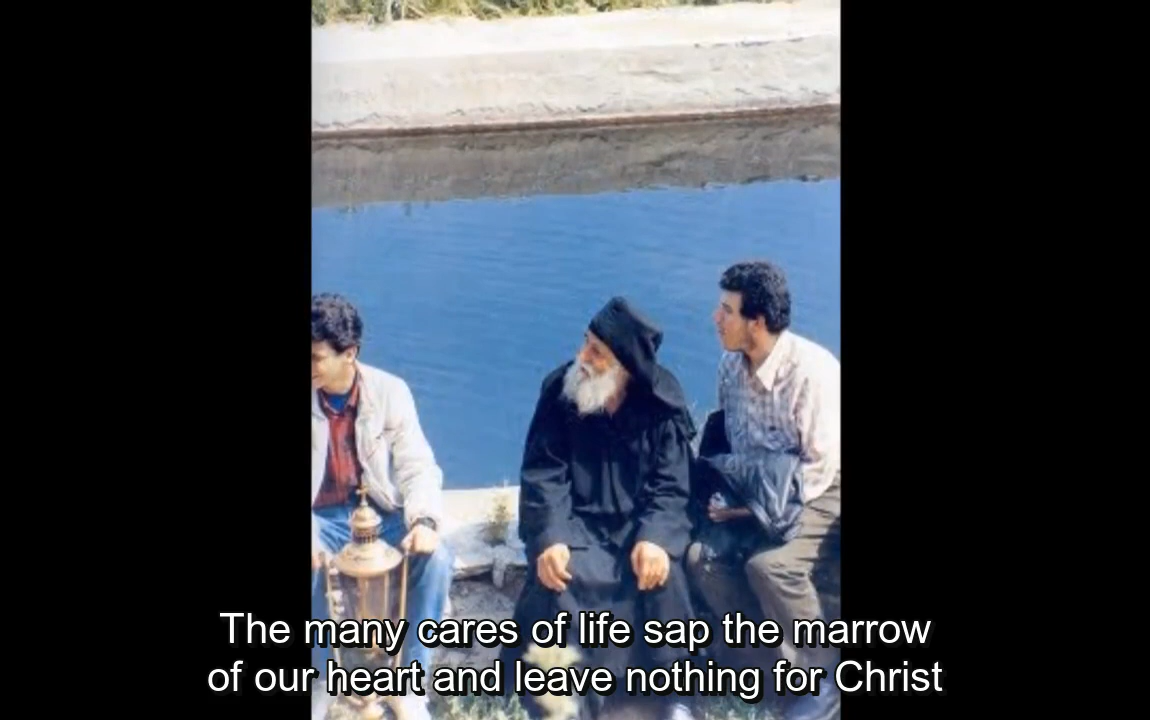 The many cares of life sap the marrow
of our heart and leave nothing for Christ